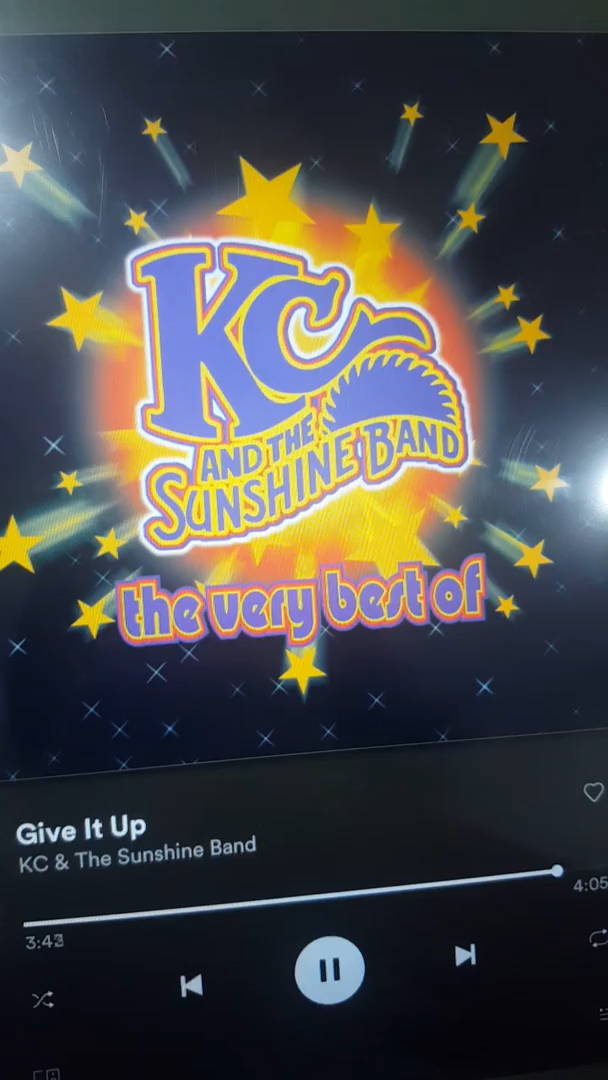 KC
AND THE
SUNSHINE BAND
the very best of
Give It Up
KC & The Sunshine Band
4:05